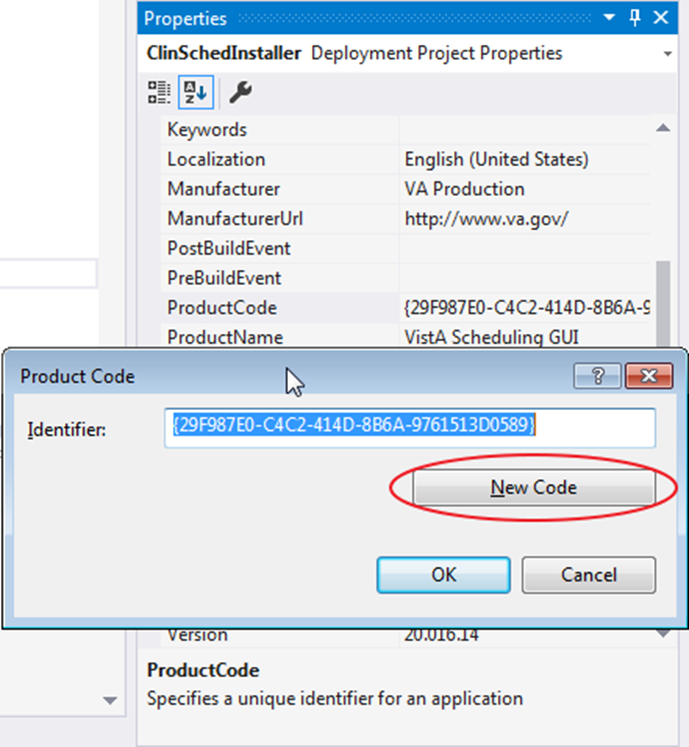 Properties
ClinSchedInstaller Deployment Project Properties
Keywords
Localization English (United States)
Manufacturer VA Production
ManufacturerUrl http://www.va.gov/
PostBuildEvent
PreBuildEvent
ProductCode {29F987E0-C4C2-414D-8B6A-9
ProductName VistA Scheduling GUI
Product Code
Identifier: {29F987E0-C4C2-414D-8B6A-9761513D0589}
New Code
OK Cancel
Version 20.016.14
ProductCode
Specifies a unique identifier for an application